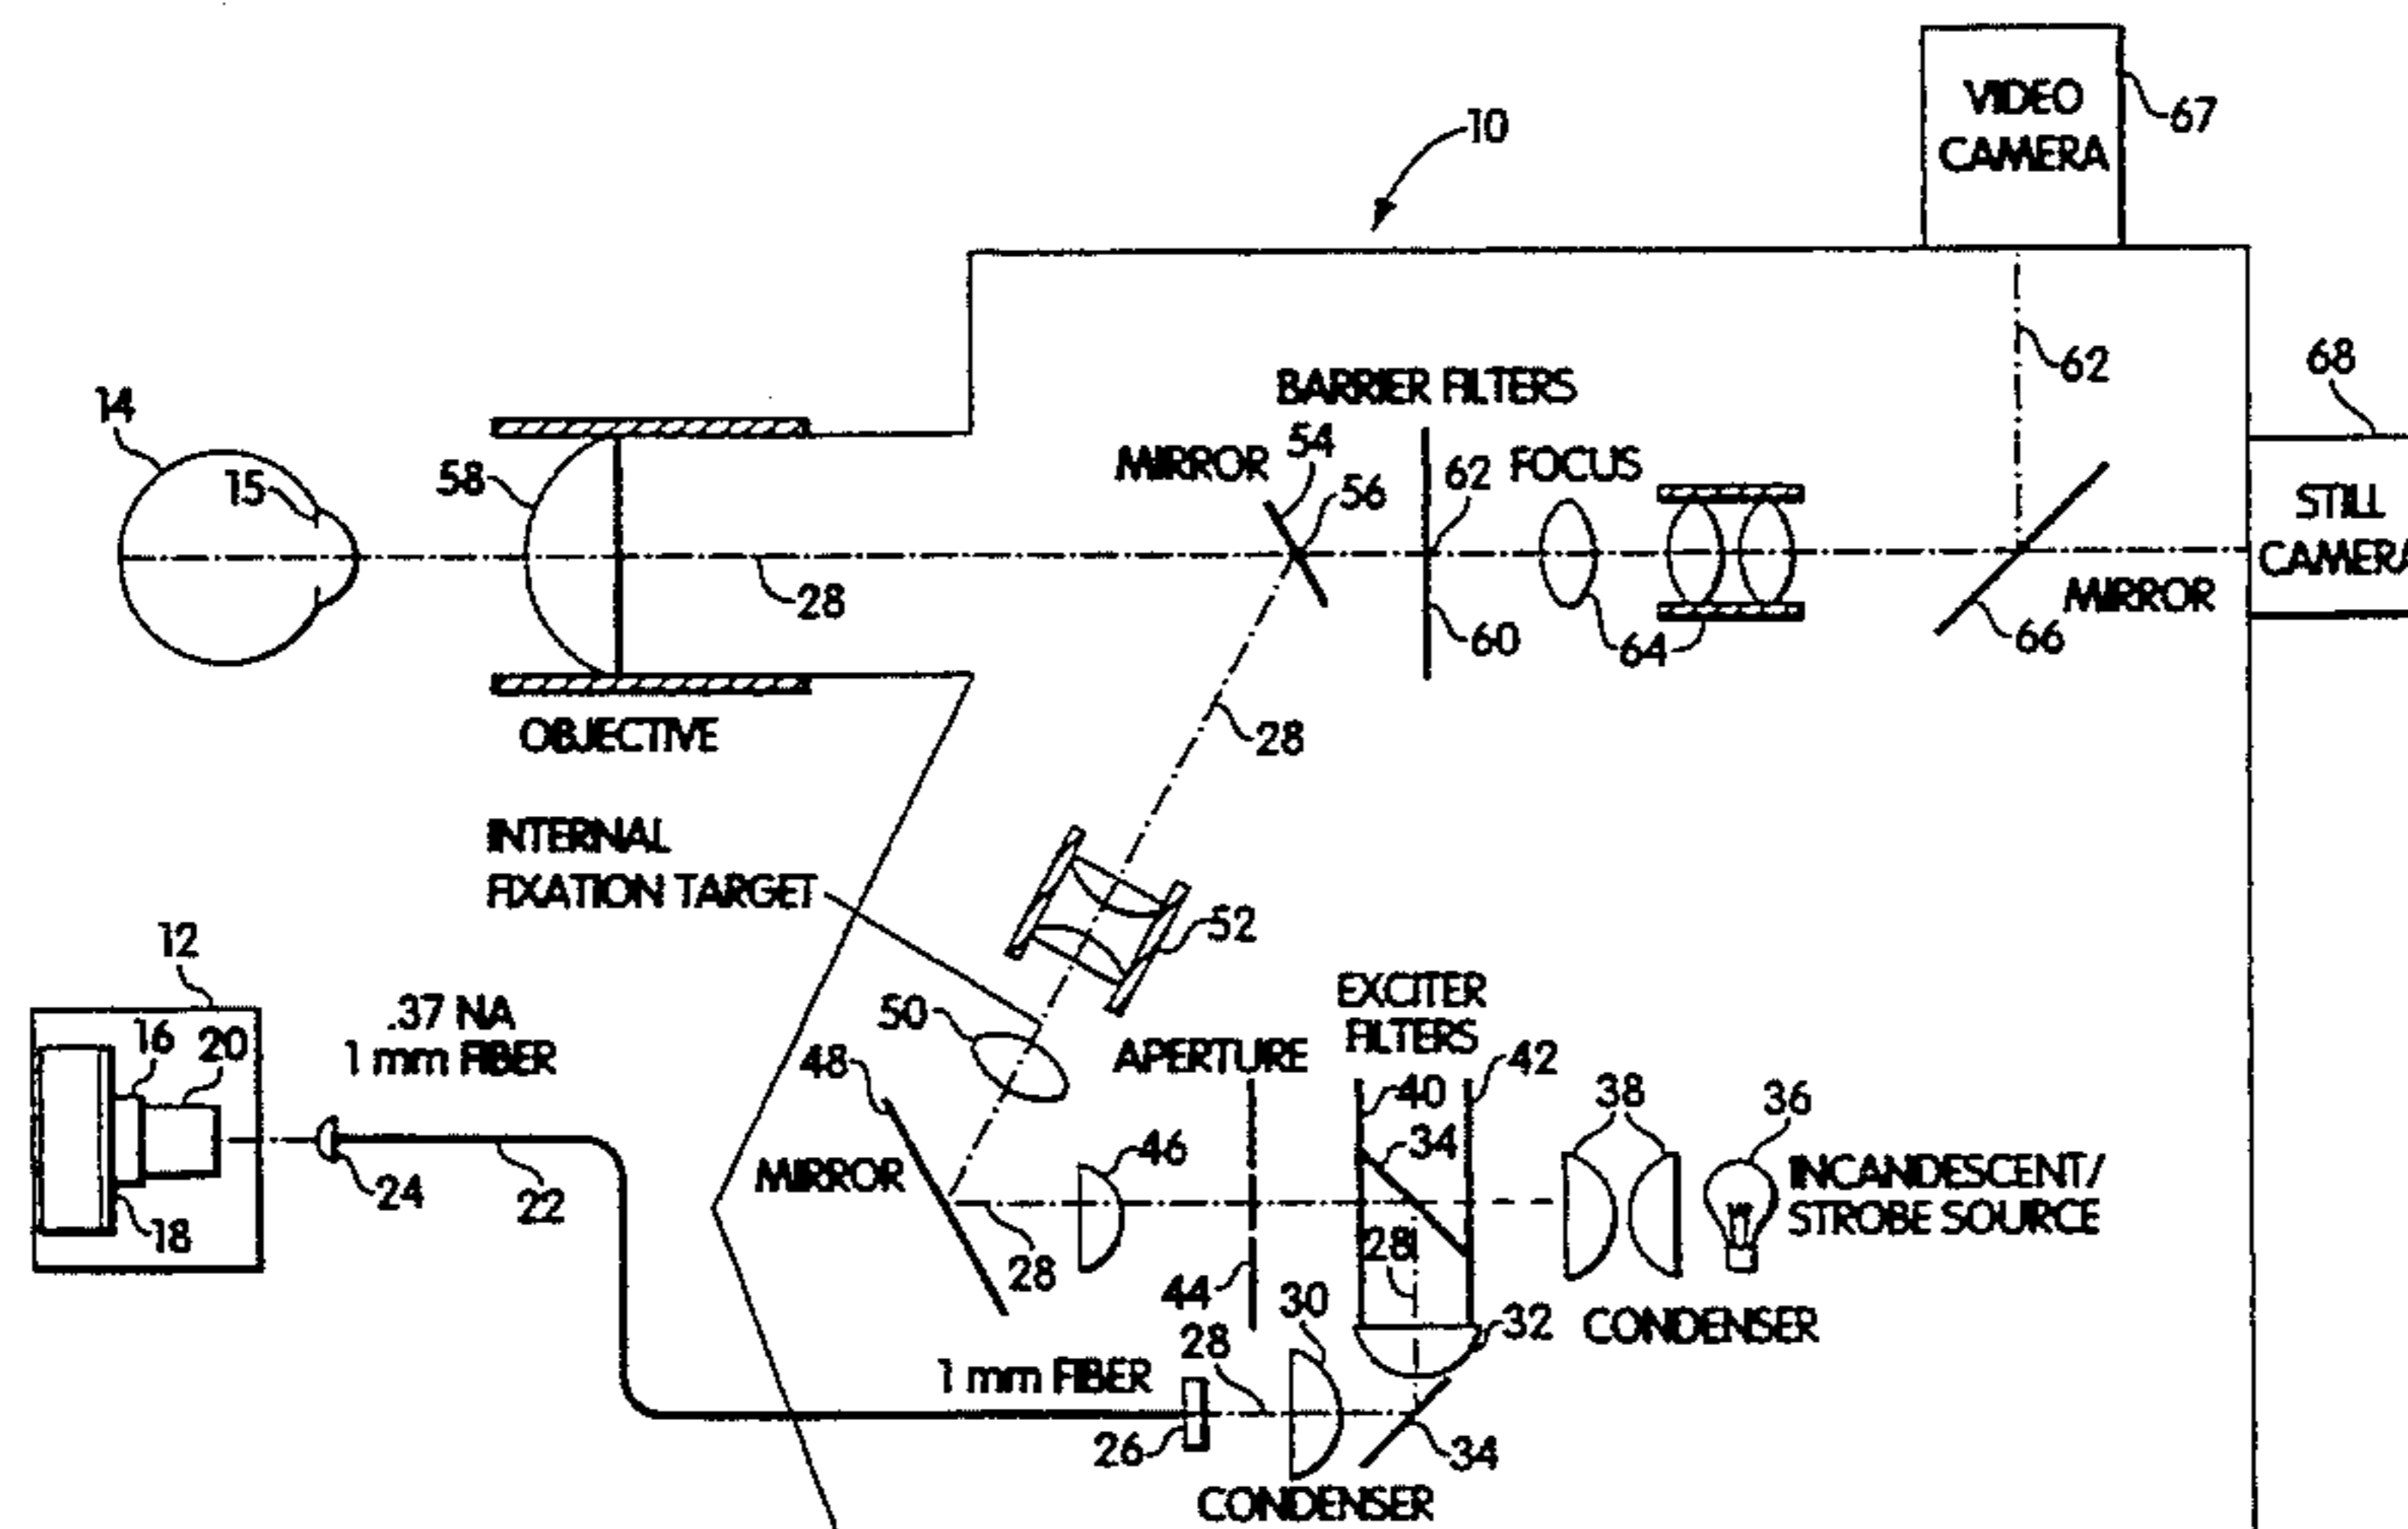 VIDEO
CAMERA
67
10
62
68
14
BARRIER FILTERS
MIRROR
54
15
58
56
62
FOCUS
STILL
CAMERA
28
60
64
MIRROR
66
OBJECTIVE
28
INTERNAL
FIXATION TARGET
52
12
EXCITER
FILTERS
.37 NA
1 mm FIBER
16
20
50
48
APERTURE
40
42
38
36
34
46
MIRROR
INCANDESCENT/
STROBE SOURCE
24
22
18
28
28
44
30
32
CONDENSER
28
1 mm FIBER
26
34
CONDENSER